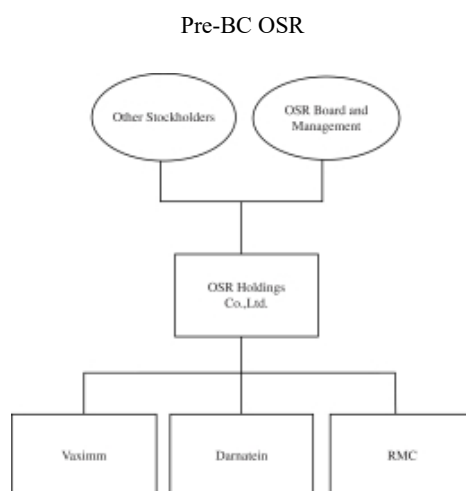 Pre-BC OSR
Other Stockholders
OSR Board and
Management
OSR Holdings
Co.,Ltd.
Vaximm
Darnatein
RMC